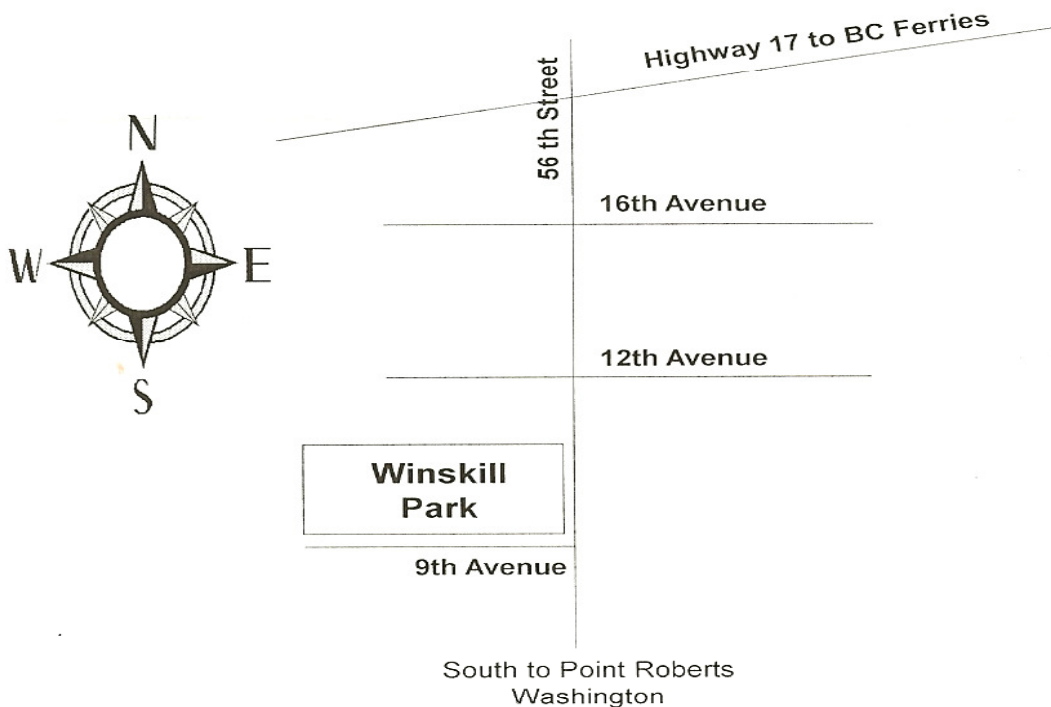 Highway 17 to BC Ferries
56 th Street
N
16th Avenue
W
E
12th Avenue
S
Winskill
Park
9th Avenue
South to Point Roberts
Washington